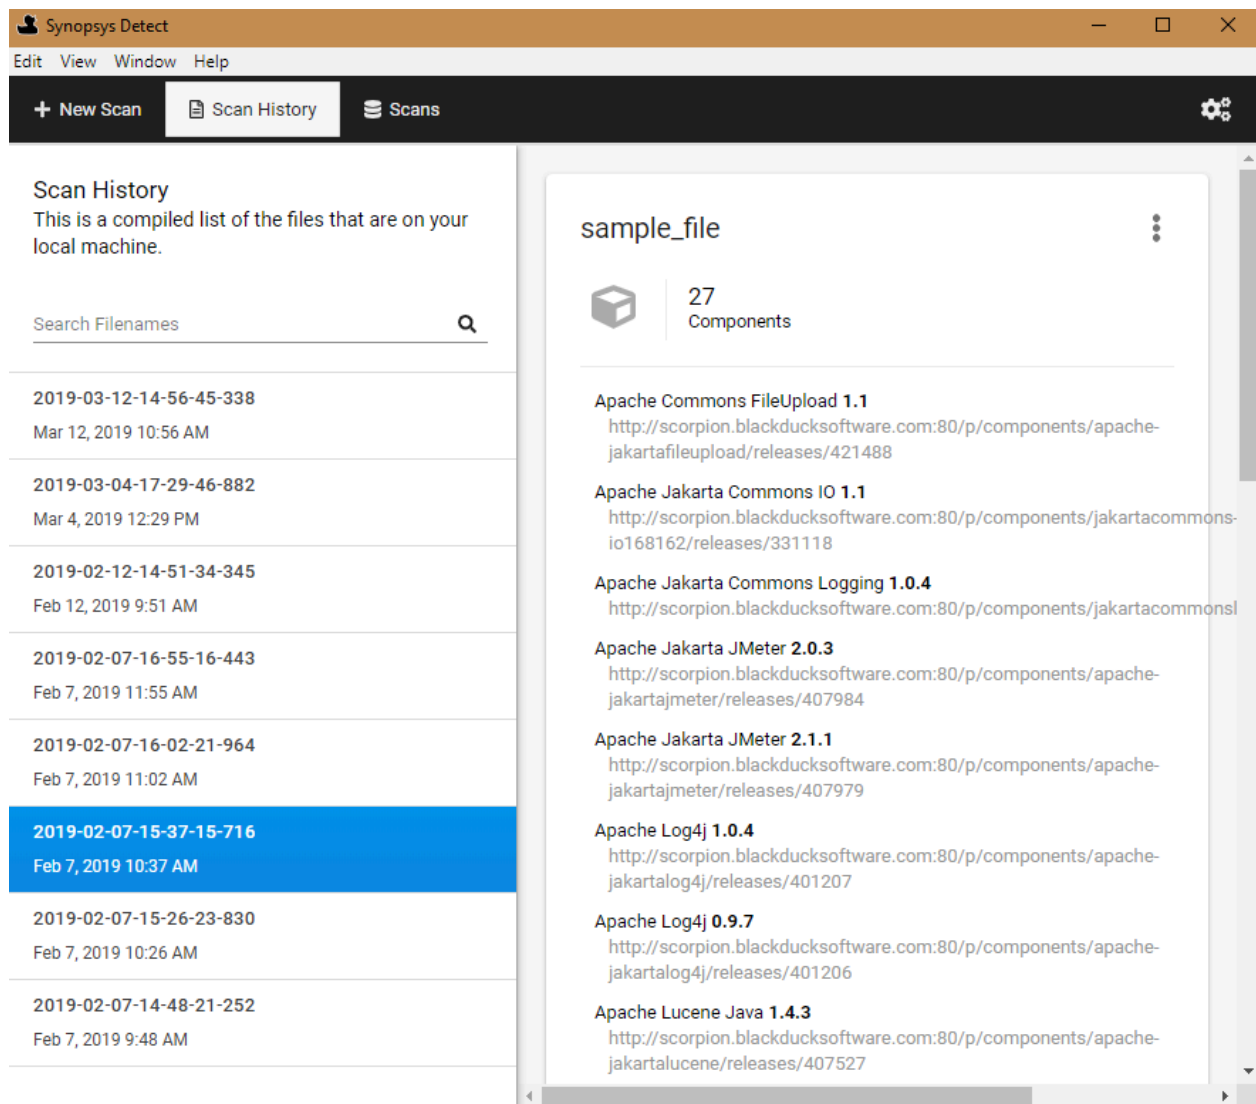 Synopsys Detect
Edit View Window Help
+ New Scan
Scan History
Scans
Scan History
This is a compiled list of the files that are on your
local machine.
Search Filenames
2019-03-12-14-56-45-338
Mar 12, 2019 10:56 AM
2019-03-04-17-29-46-882
Mar 4, 2019 12:29 PM
2019-02-12-14-51-34-345
Feb 12, 2019 9:51 AM
2019-02-07-16-55-16-443
Feb 7, 2019 11:55 AM
2019-02-07-16-02-21-964
Feb 7, 2019 11:02 AM
2019-02-07-15-37-15-716
Feb 7, 2019 10:37 AM
2019-02-07-15-26-23-830
Feb 7, 2019 10:26 AM
2019-02-07-14-48-21-252
Feb 7, 2019 9:48 AM
sample_file
27
Components
Apache Commons FileUpload 1.1
http://scorpion.blackducksoftware.com:80/p/components/apache-
jakartafileupload/releases/421488
Apache Jakarta Commons IO 1.1
http://scorpion.blackducksoftware.com:80/p/components/jakartacommons-
io168162/releases/331118
Apache Jakarta Commons Logging 1.0.4
http://scorpion.blackducksoftware.com:80/p/components/jakartacommonsl
Apache Jakarta JMeter 2.0.3
http://scorpion.blackducksoftware.com:80/p/components/apache-
jakartajmeter/releases/407984
Apache Jakarta JMeter 2.1.1
http://scorpion.blackducksoftware.com:80/p/components/apache-
jakartajmeter/releases/407979
Apache Log4j 1.0.4
http://scorpion.blackducksoftware.com:80/p/components/apache-
jakartalog4j/releases/401207
Apache Log4j 0.9.7
http://scorpion.blackducksoftware.com:80/p/components/apache-
jakartalog4j/releases/401206
Apache Lucene Java 1.4.3
http://scorpion.blackducksoftware.com:80/p/components/apache-
jakartalucene/releases/407527